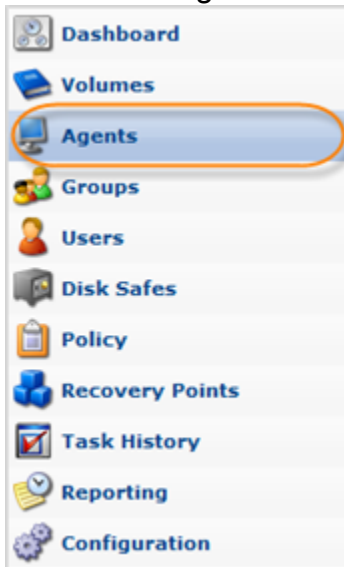 Dashboard
Volumes
Agents
Groups
Users
Disk Safes
Policy
Recovery Points
Task History
Reporting
Configuration